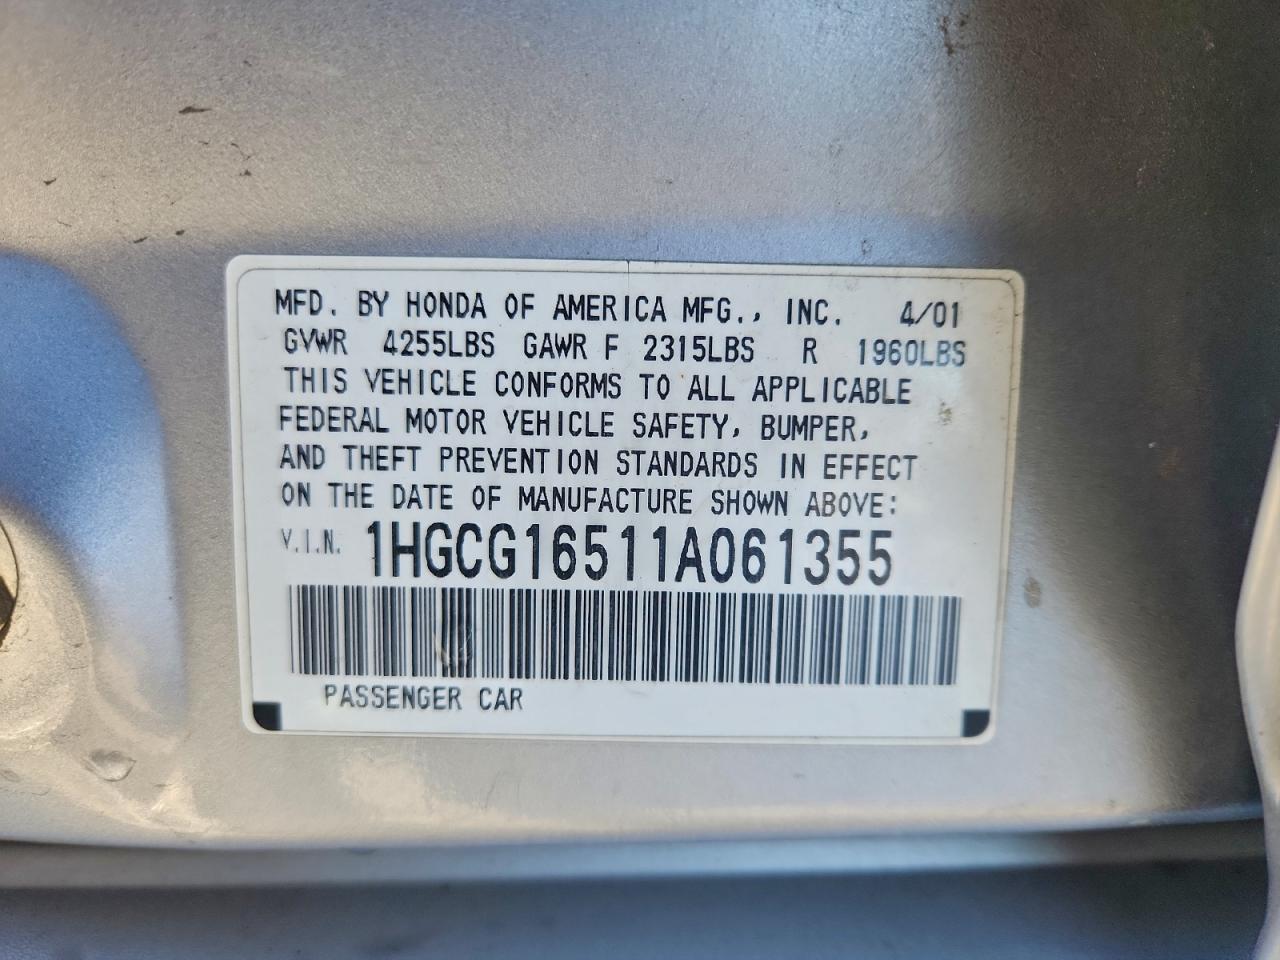 MFD. BY HONDA OF AMERICA MFG., INC. 4/01
GVWR 4255LBS GAWR F 2315LBS R 1960LBS
THIS VEHICLE CONFORMS TO ALL APPLICABLE
FEDERAL MOTOR VEHICLE SAFETY, BUMPER,
AND THEFT PREVENTION STANDARDS IN EFFECT
ON THE DATE OF MANUFACTURE SHOWN ABOVE:
V.I.N. 1HGCG16511A061355
PASSENGER CAR